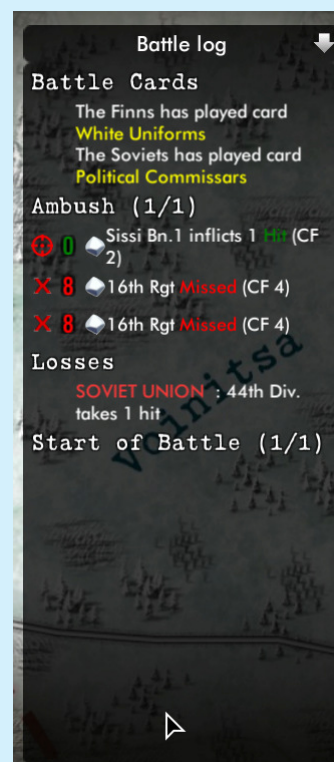 Battle log
Battle Cards
The Finns has played card
White Uniforms
The Soviets has played card
Political Commissars
Ambush (1/1)
0 Sissi Bn.1 inflicts 1 Hit (CF
2)
8 16th Rgt Missed (CF 4)
8 16th Rgt Missed (CF 4)
Losses
SOVIET UNION : 44th Div.
takes 1 hit
voinitsa
Start of Battle (1/1)